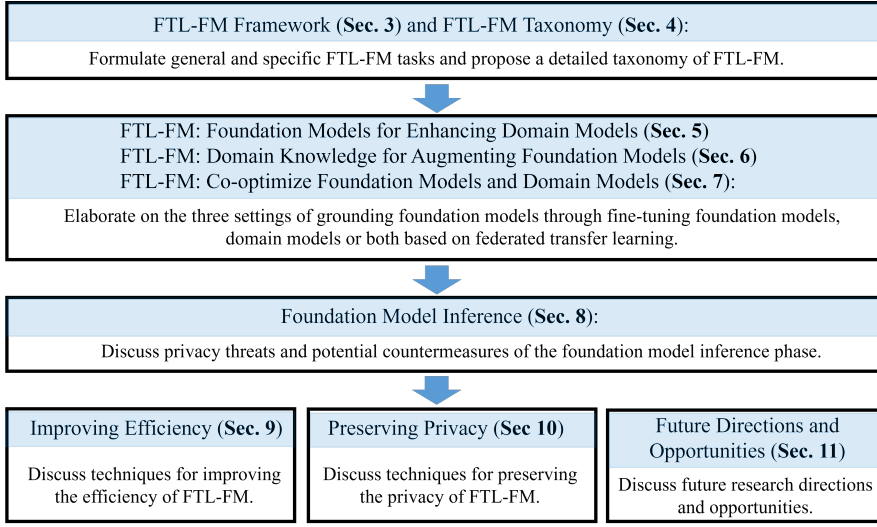 FTL-FM Framework (Sec. 3) and FTL-FM Taxonomy (Sec. 4):
Formulate general and specific FTL-FM tasks and propose a detailed taxonomy of FTL-FM.
FTL-FM: Foundation Models for Enhancing Domain Models (Sec. 5)
FTL-FM: Domain Knowledge for Augmenting Foundation Models (Sec. 6)
FTL-FM: Co-optimize Foundation Models and Domain Models (Sec. 7):
Elaborate on the three settings of grounding foundation models through fine-tuning foundation models,
domain models or both based on federated transfer learning.
Foundation Model Inference (Sec. 8):
Discuss privacy threats and potential countermeasures of the foundation model inference phase.
Improving Efficiency (Sec. 9)
Discuss techniques for improving
the efficiency of FTL-FM.
Preserving Privacy (Sec 10)
Discuss techniques for preserving
the privacy of FTL-FM.
Future Directions and
Opportunities (Sec. 11)
Discuss future research directions
and opportunities.